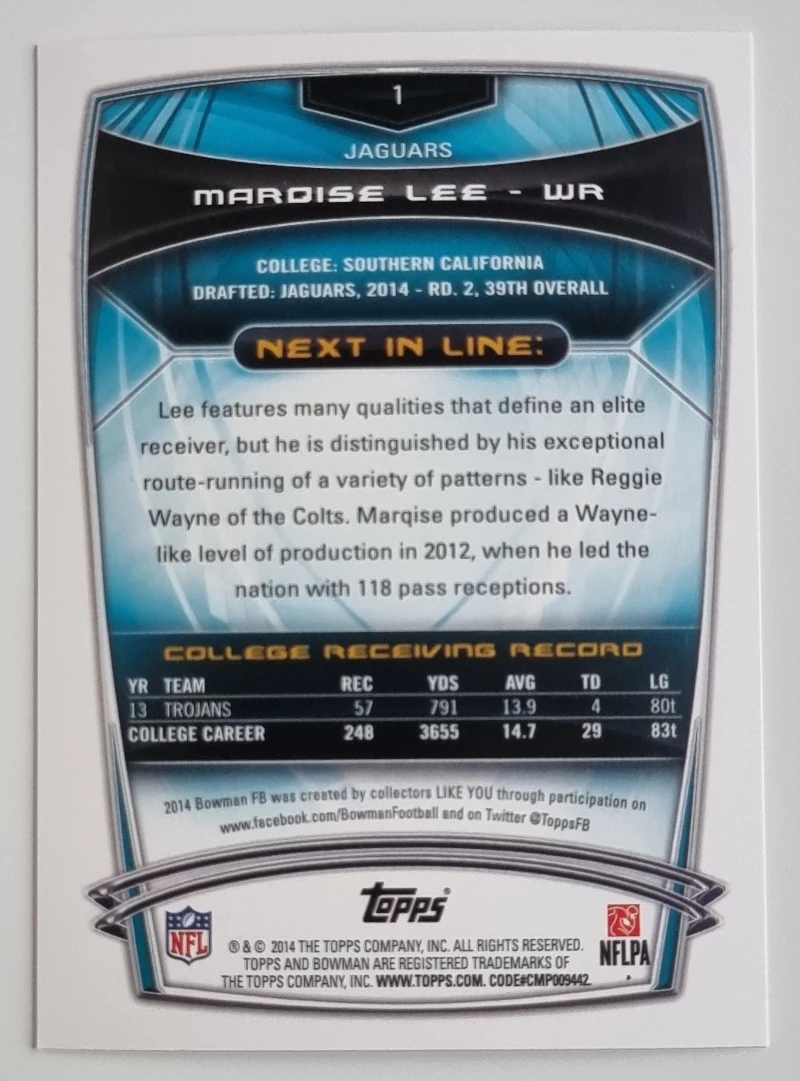 1
JAGUARS
MARQISE LEE - WR
COLLEGE: SOUTHERN CALIFORNIA
DRAFTED: JAGUARS, 2014 - RD. 2, 39TH OVERALL
NEXT IN LINE:
Lee features many qualities that define an elite
receiver, but he is distinguished by his exceptional
route-running of a variety of patterns - like Reggie
Wayne of the Colts. Marqise produced a Wayne-
like level of production in 2012, when he led the
nation with 118 pass receptions.
COLLEGE RECEIVING RECORD
YR TEAM REC YDS AVG TD LG
13 TROJANS 57 791 13.9 4 80t
COLLEGE CAREER 248 3655 14.7 29 83t
2014 Bowman FB was created by collectors LIKE YOU through participation on
www.facebook.com/BowmanFootball and on Twitter @ToppsFB
Topps®
NFL
® & © 2014 THE TOPPS COMPANY, INC. ALL RIGHTS RESERVED.
TOPPS AND BOWMAN ARE REGISTERED TRADEMARKS OF
THE TOPPS COMPANY, INC. WWW.TOPPS.COM. CODE#CMP009442
NFLPA